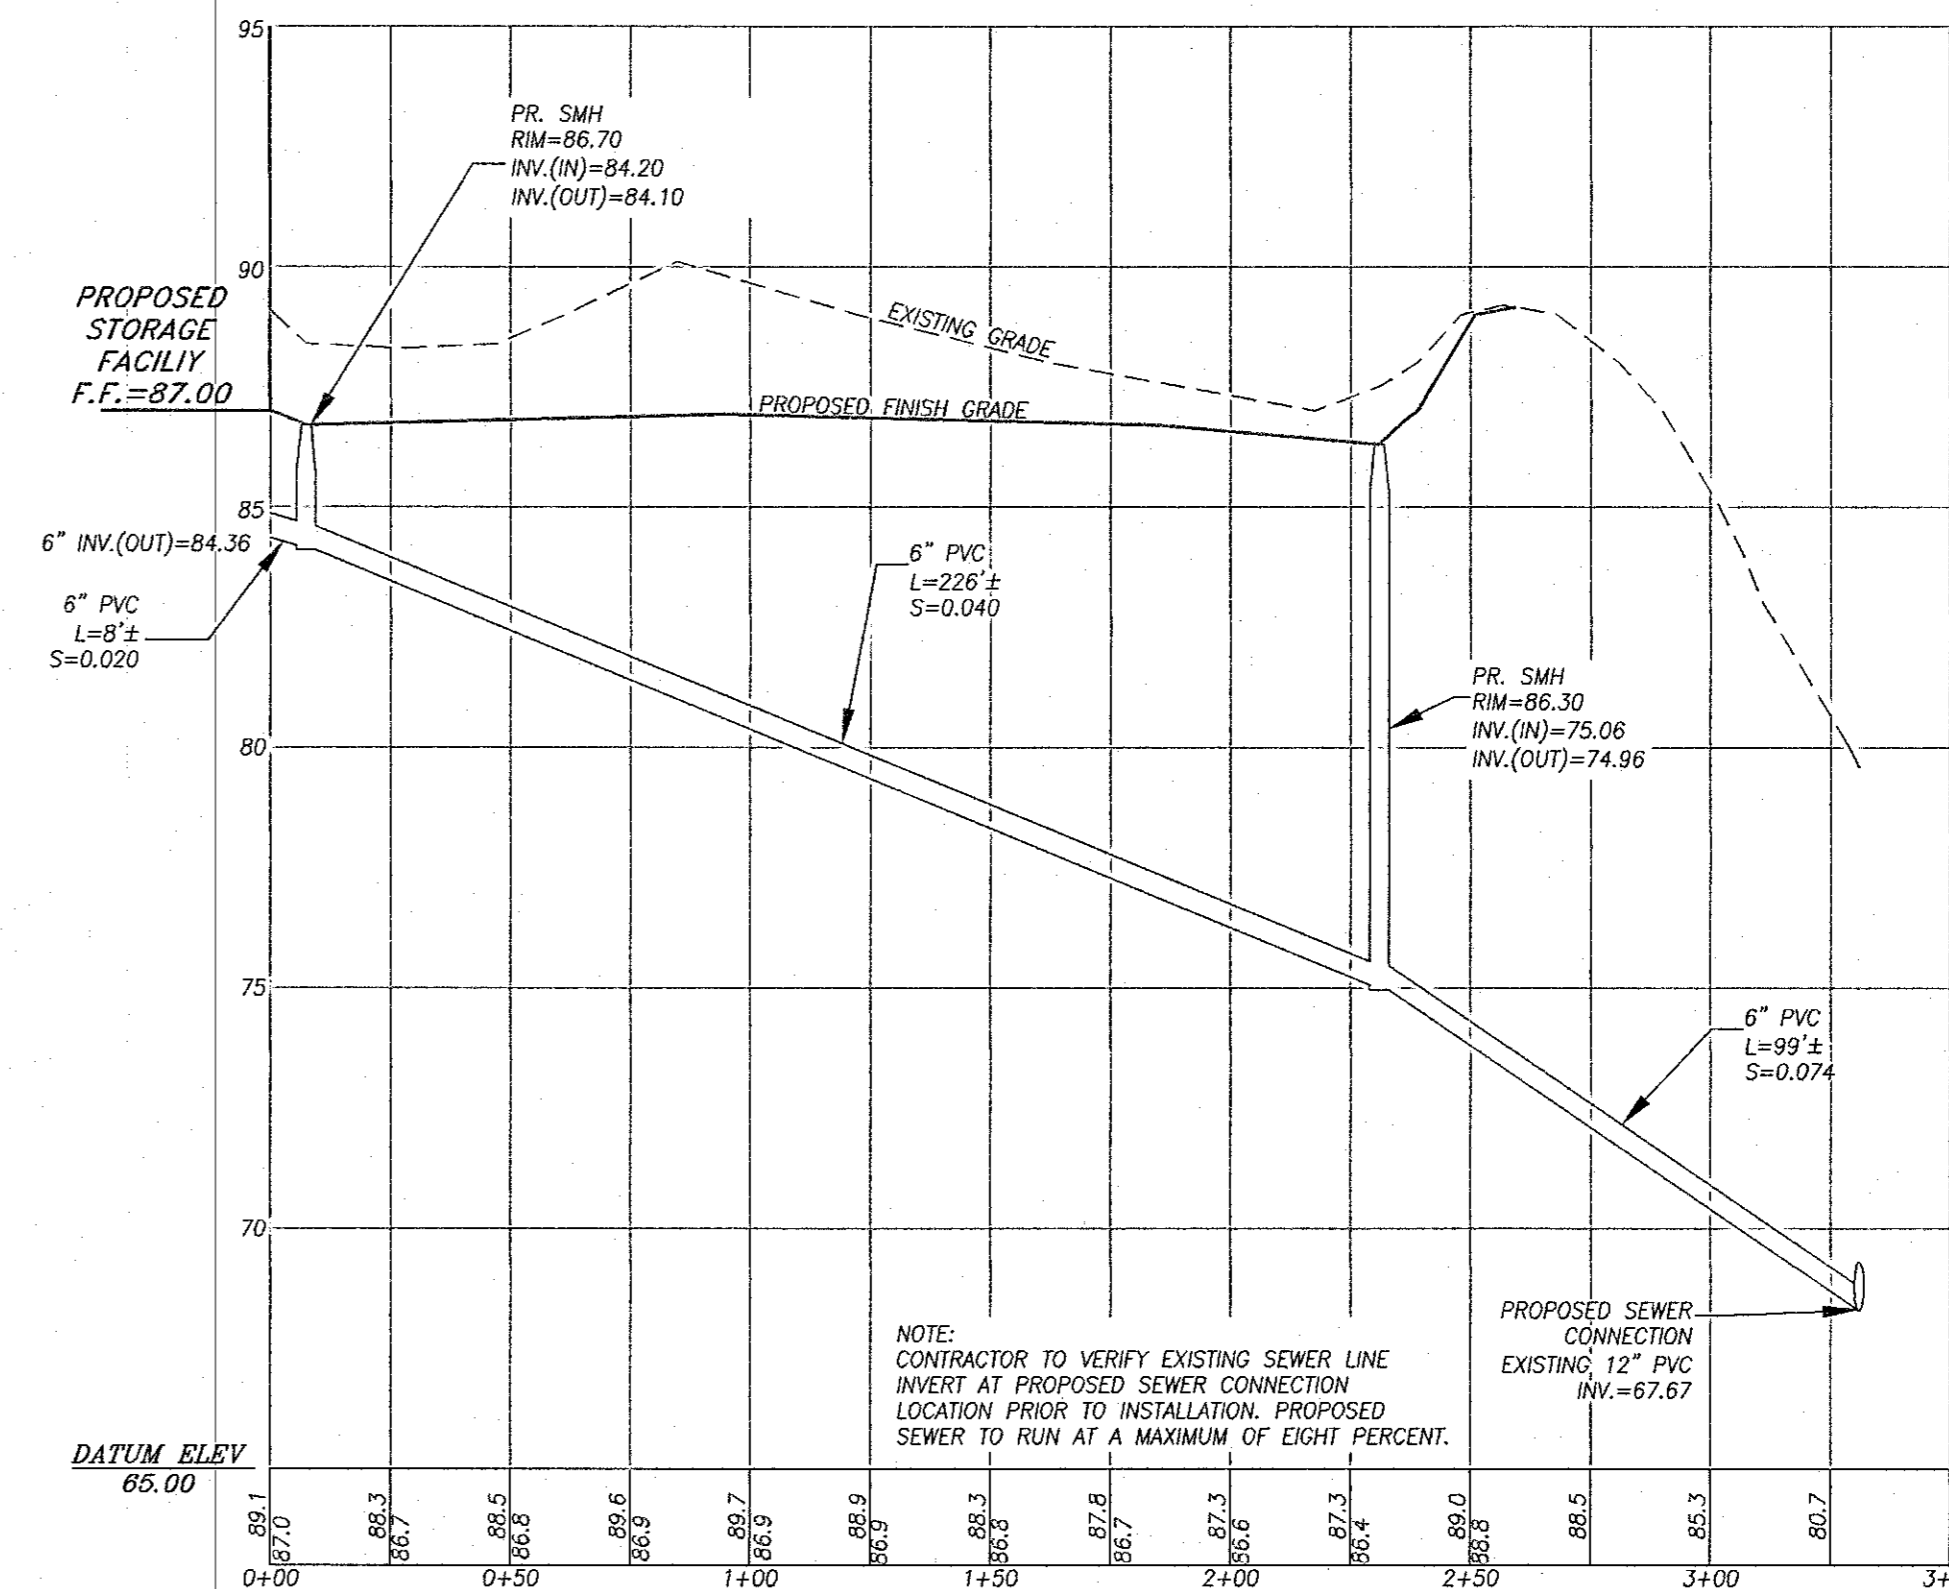 95
PR. SMH
RIM=86.70
INV.(IN)=84.20
INV.(OUT)=84.10
90
PROPOSED
STORAGE
FACILIY
F.F.=87.00
EXISTING GRADE
PROPOSED FINISH GRADE
85
6" INV.(OUT)=84.36
6" PVC
L=8'±
S=0.020
6" PVC
L=226'±
S=0.040
PR. SMH
RIM=86.30
INV.(IN)=75.06
INV.(OUT)=74.96
80
75
6" PVC
L=99'±
S=0.074
70
PROPOSED SEWER
CONNECTION
EXISTING 12" PVC
INV.=67.67
NOTE:
CONTRACTOR TO VERIFY EXISTING SEWER LINE
INVERT AT PROPOSED SEWER CONNECTION
LOCATION PRIOR TO INSTALLATION. PROPOSED
SEWER TO RUN AT A MAXIMUM OF EIGHT PERCENT.
DATUM ELEV
65.00
89.1
87.0
88.3
86.7
88.5
86.8
89.6
86.9
89.7
86.9
88.9
86.9
88.3
86.8
87.8
86.7
87.3
86.6
87.3
86.4
89.0
88.8
88.5
85.3
80.7
0+00
0+50
1+00
1+50
2+00
2+50
3+00